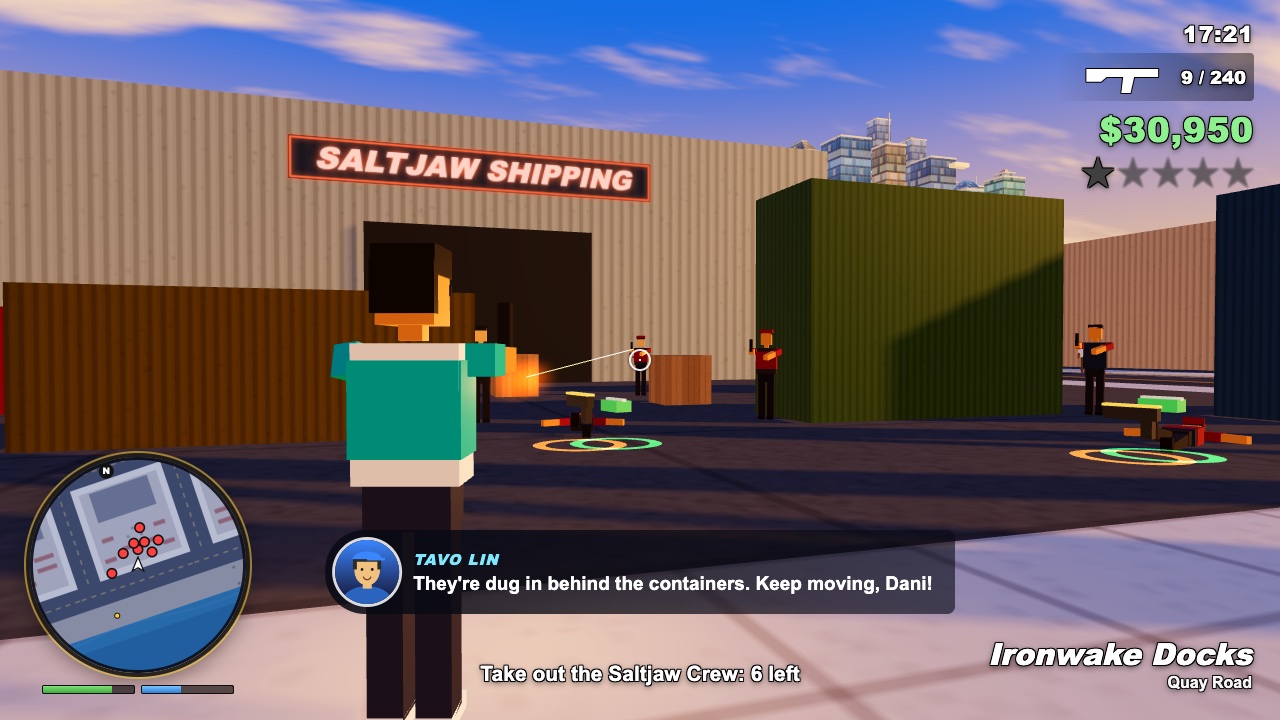 17:21
9 / 240
$30,950
SALTJAW SHIPPING
N
TAVO LIN
They're dug in behind the containers. Keep moving, Dani!
Take out the Saltjaw Crew: 6 left
Ironwake Docks
Quay Road